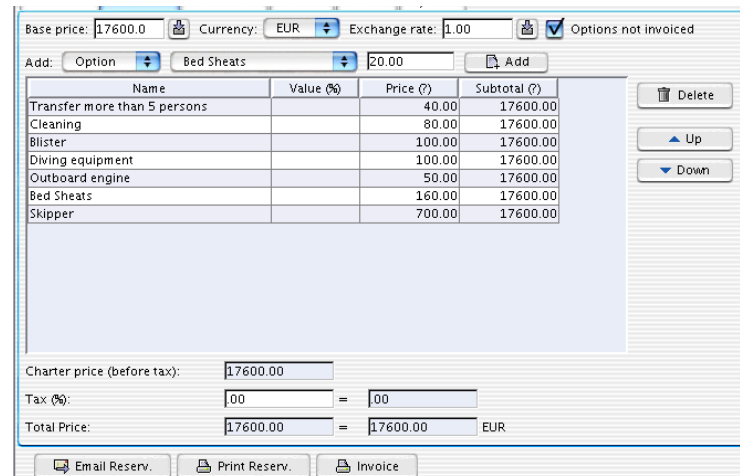 Base price: 17600.0 Currency: EUR Exchange rate: 1.00 Options not invoiced
Add: Option Bed Sheats 20.00 Add
Name Value (%) Price (?) Subtotal (?)
Transfer more than 5 persons 40.00 17600.00
Cleaning 80.00 17600.00
Blister 100.00 17600.00
Diving equipment 100.00 17600.00
Outboard engine 50.00 17600.00
Bed Sheats 160.00 17600.00
Skipper 700.00 17600.00
Delete
Up
Down
Charter price (before tax): 17600.00
Tax (%): .00 = .00
Total Price: 17600.00 = 17600.00 EUR
Email Reserv. Print Reserv. Invoice